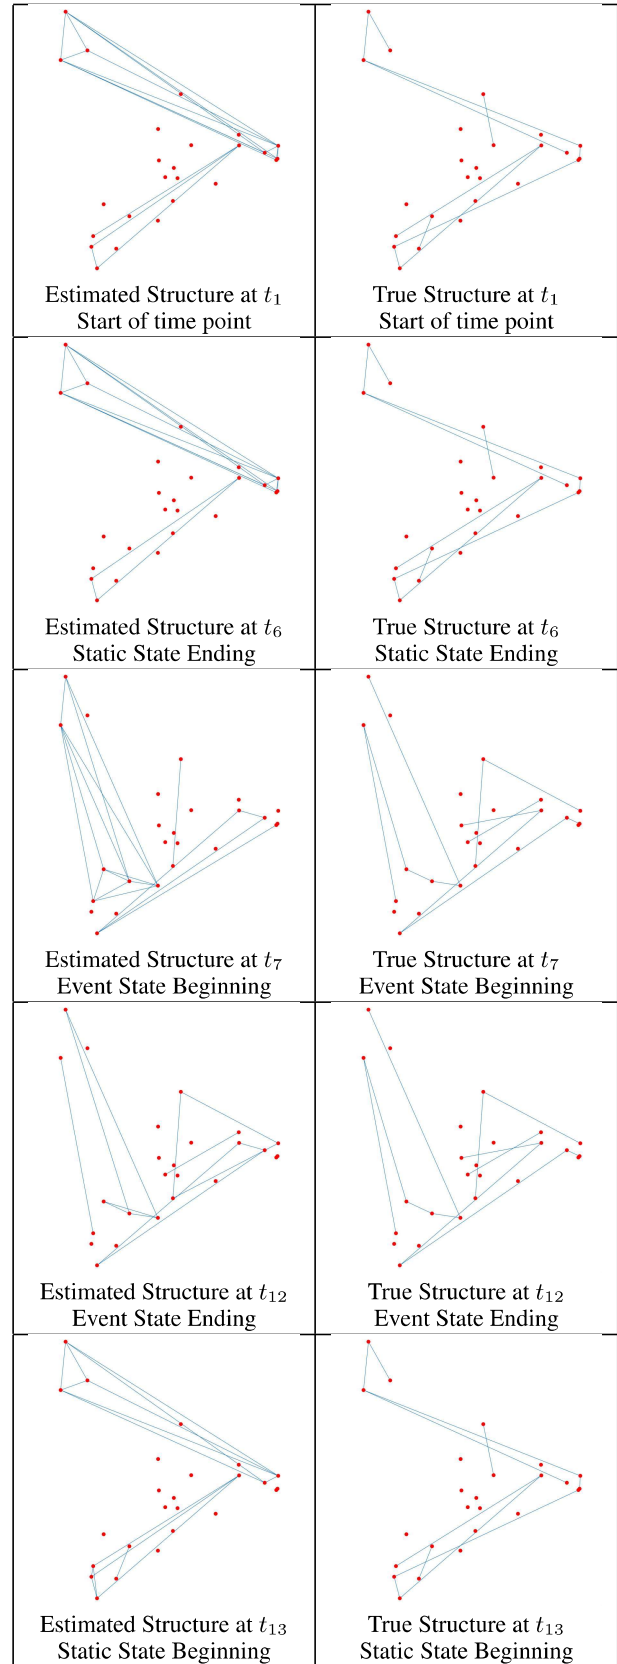 Estimated Structure at t₁
Start of time point
True Structure at t₁
Start of time point
Estimated Structure at t₆
Static State Ending
True Structure at t₆
Static State Ending
Estimated Structure at t₇
Event State Beginning
True Structure at t₇
Event State Beginning
Estimated Structure at t₁₂
Event State Ending
True Structure at t₁₂
Event State Ending
Estimated Structure at t₁₃
Static State Beginning
True Structure at t₁₃
Static State Beginning